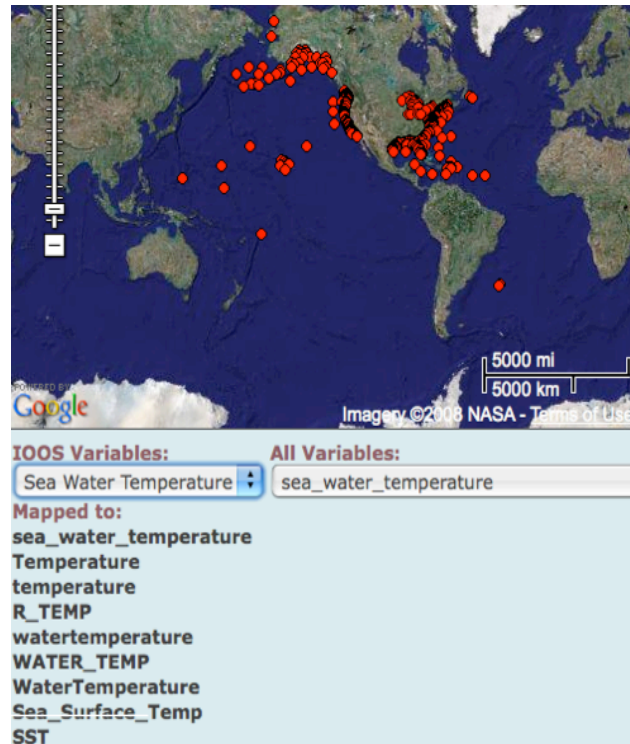 5000 mi
5000 km
POWERED BY
Google
Imagery ©2008 NASA - Terms of Use
IOOS Variables: All Variables:
Sea Water Temperature sea_water_temperature
Mapped to:
sea_water_temperature
Temperature
temperature
R_TEMP
watertemperature
WATER_TEMP
WaterTemperature
Sea_Surface_Temp
SST